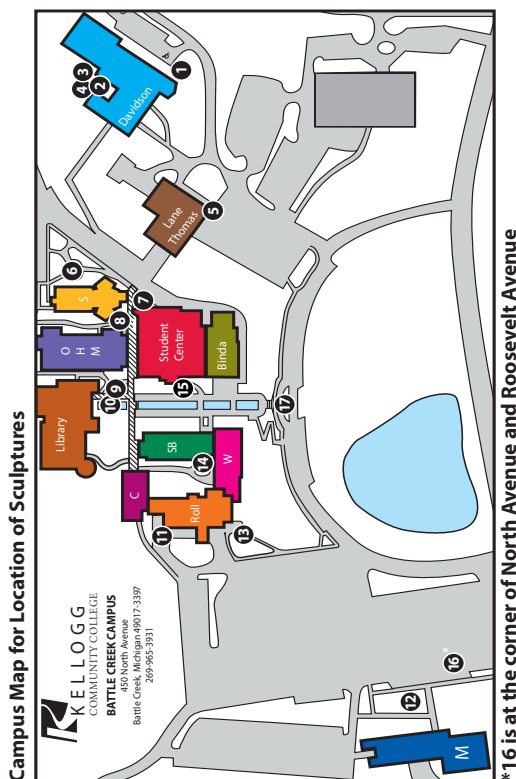 Campus Map for Location of Sculptures
KELLOGG
COMMUNITY COLLEGE
BATTLE CREEK CAMPUS
450 North Avenue
Battle Creek, Michigan 49017-3397
269-965-3931
Library
O H M
S
C
Roll
SB
W
Student
Center
Binda
Lane
Thomas
Davidson
M
1
2
3
4
5
6
7
8
9
10
11
12
13
14
15
16*
17
*16 is at the corner of North Avenue and Roosevelt Avenue